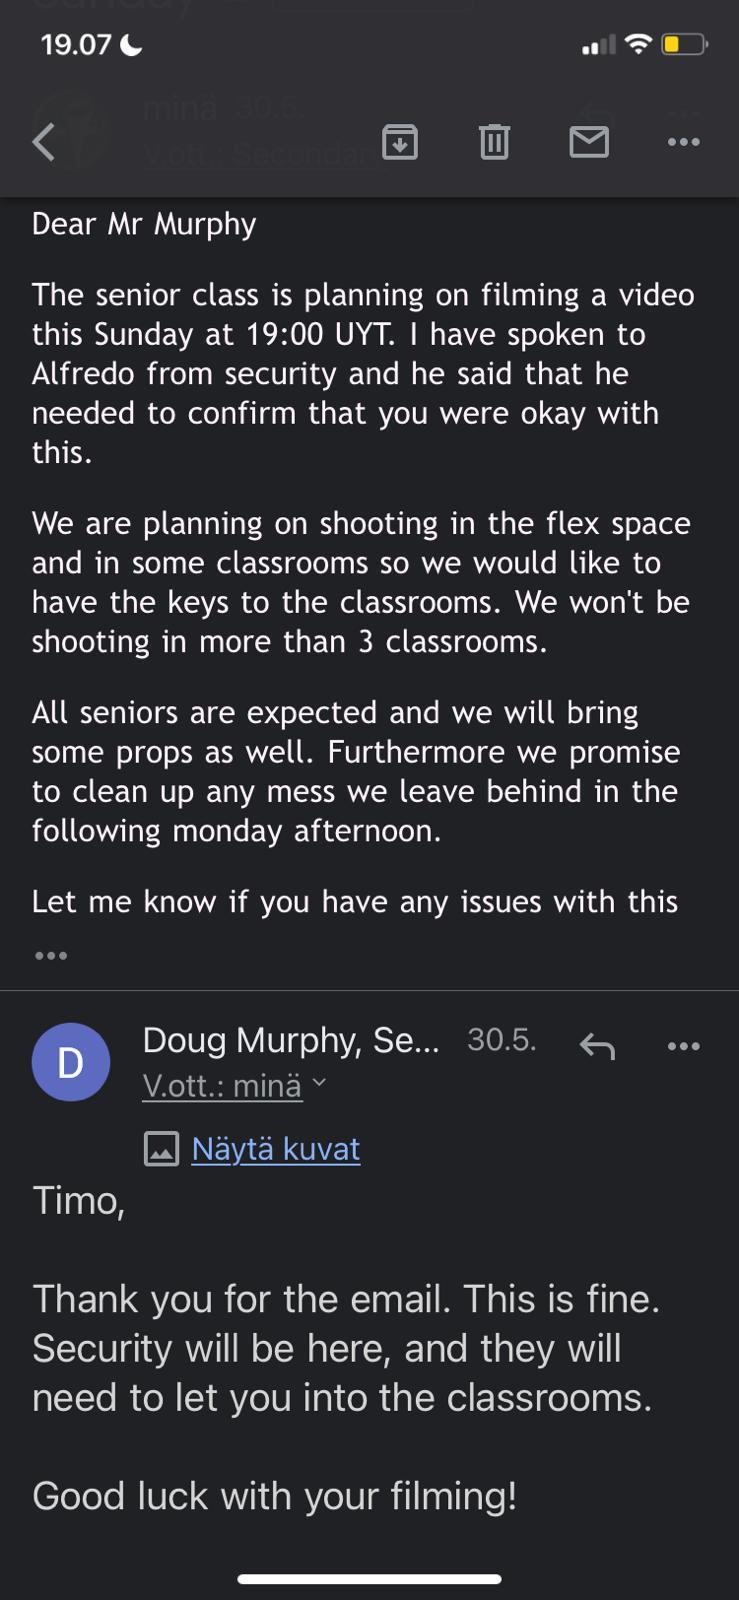 19.07
minä 30.5.
V.ott.: Secondary
Dear Mr Murphy
The senior class is planning on filming a video
this Sunday at 19:00 UYT. I have spoken to
Alfredo from security and he said that he
needed to confirm that you were okay with
this.
We are planning on shooting in the flex space
and in some classrooms so we would like to
have the keys to the classrooms. We won't be
shooting in more than 3 classrooms.
All seniors are expected and we will bring
some props as well. Furthermore we promise
to clean up any mess we leave behind in the
following monday afternoon.
Let me know if you have any issues with this
D
Doug Murphy, Se... 30.5.
V.ott.: minä
Näytä kuvat
Timo,
Thank you for the email. This is fine.
Security will be here, and they will
need to let you into the classrooms.
Good luck with your filming!